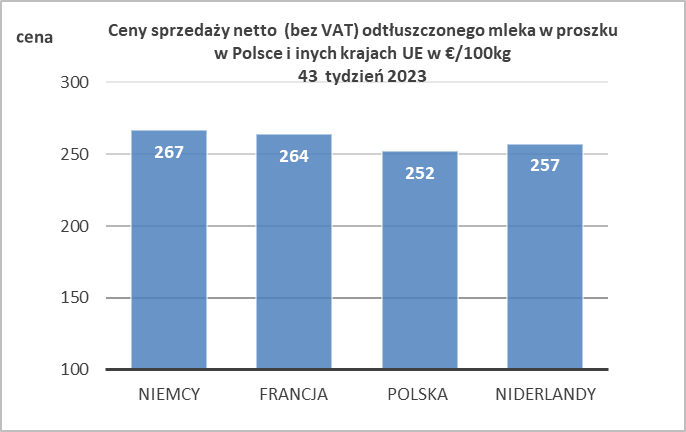 cena
Ceny sprzedaży netto (bez VAT) odtłuszczonego mleka w proszku
w Polsce i inych krajach UE w €/100kg
43 tydzień 2023
300
250
200
150
100
267
264
252
257
NIEMCY
FRANCJA
POLSKA
NIDERLANDY